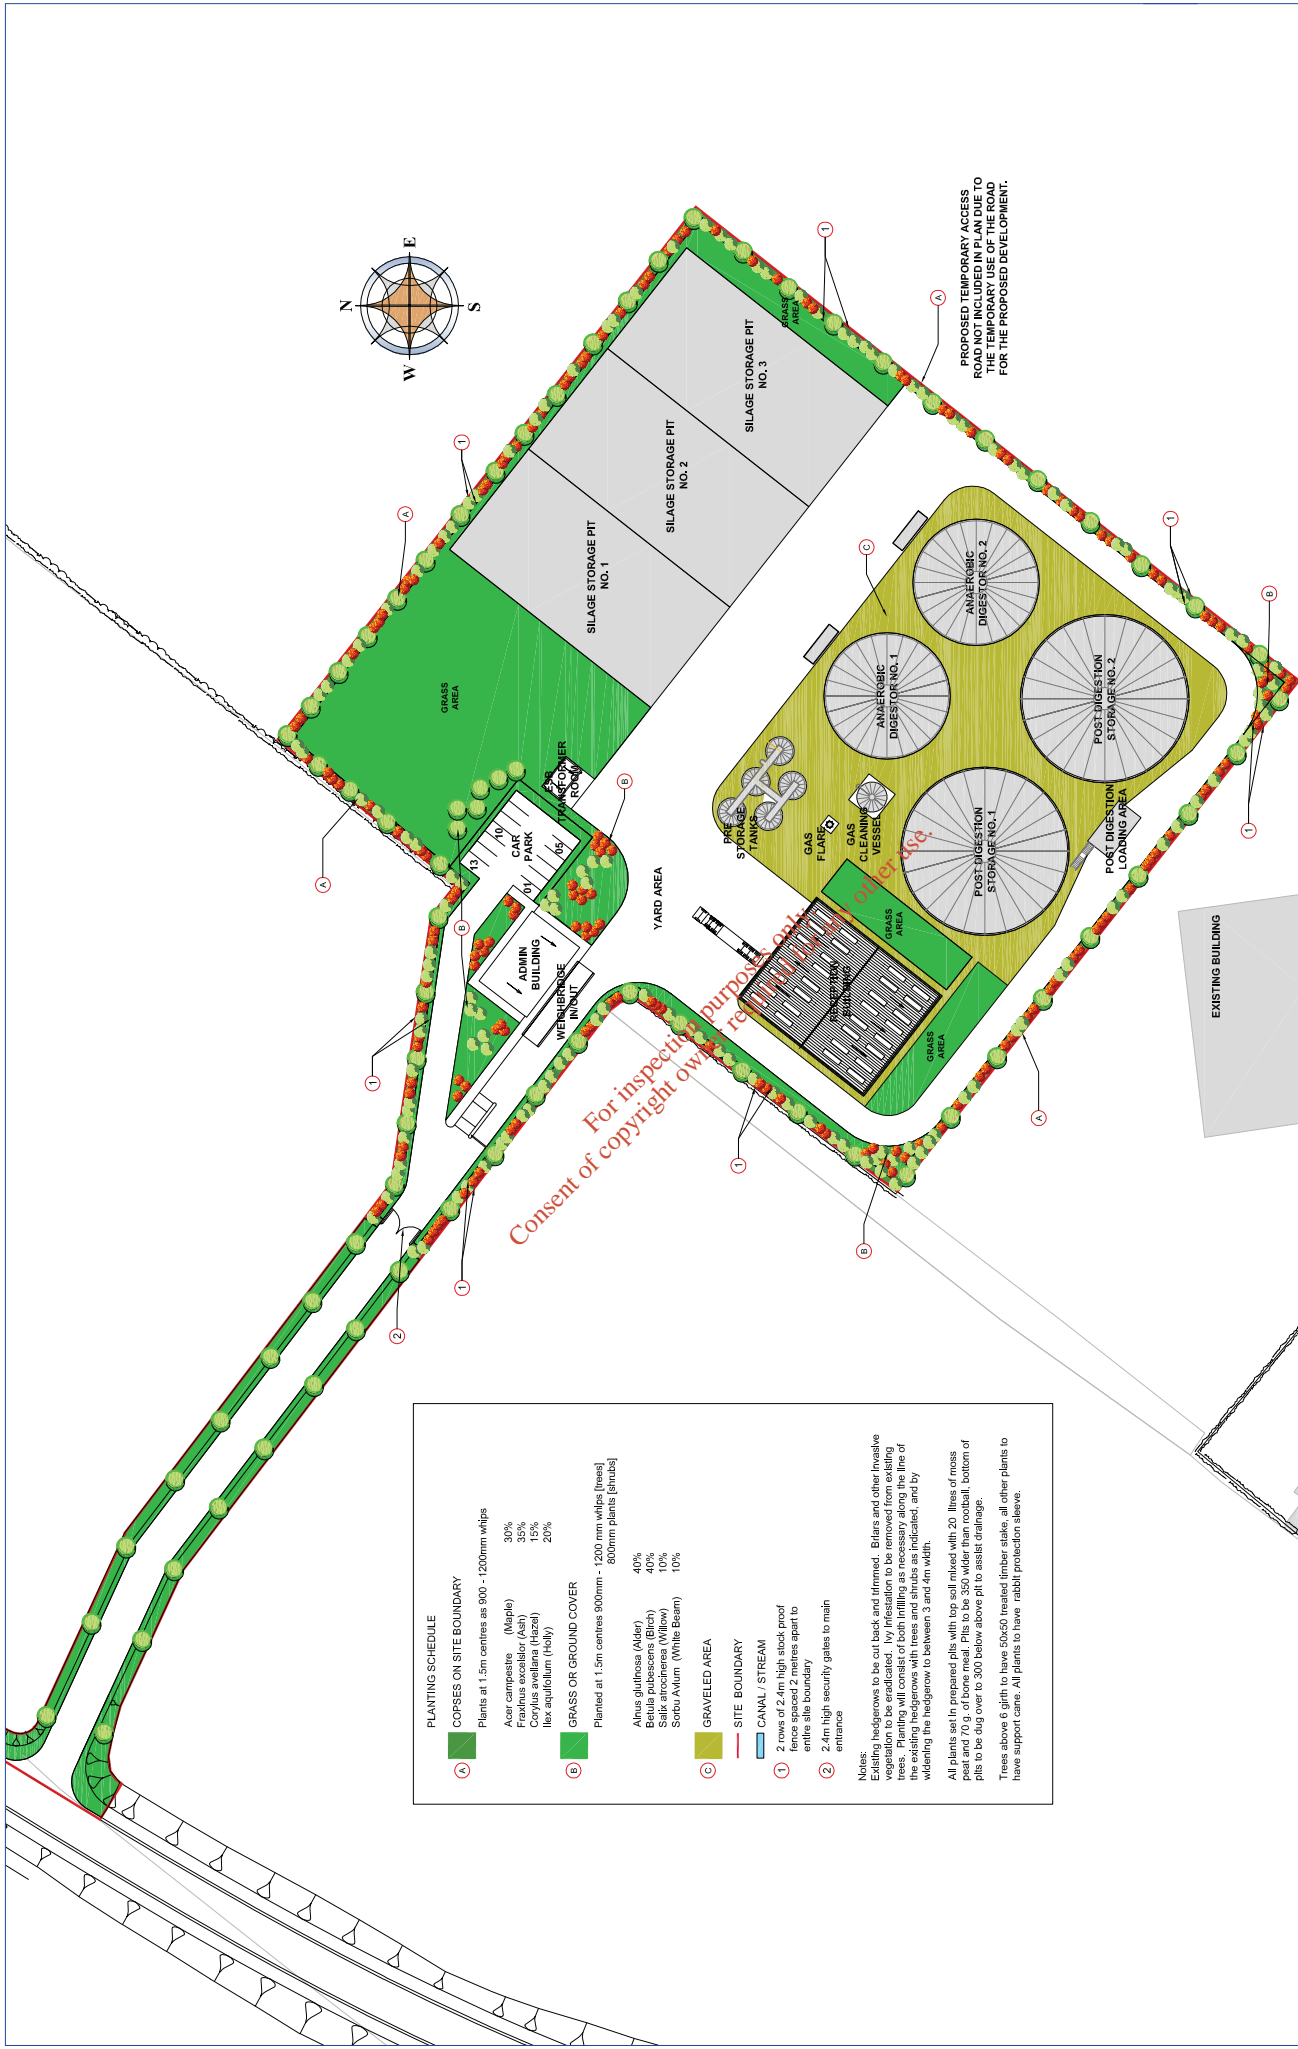 PLANTING SCHEDULE
A
COPSES ON SITE BOUNDARY
Plants at 1.5m centres as 900 - 1200mm whips
Acer campestre (Maple) 30%
Fraxinus excelsior (Ash) 35%
Corylus avellana (Hazel) 15%
Ilex aquifolium (Holly) 20%
B
GRASS OR GROUND COVER
Planted at 1.5m centres 900mm - 1200 mm whips [trees]
800mm plants [shrubs]
Alnus glutinosa (Alder) 40%
Betula pubescens (Birch) 40%
Salix atrocinerea (Willow) 10%
Sorbu Avium (White Beam) 10%
C
GRAVELED AREA
SITE BOUNDARY
CANAL / STREAM
1
2 rows of 2.4m high stock proof
fence spaced 2 metres apart to
entire site boundary
2
2.4m high security gates to main
entrance
Notes:
Existing hedgerows to be cut back and trimmed. Briars and other invasive
vegetation to be eradicated. Ivy infestation to be removed from existing
trees. Planting will consist of both infilling as necessary along the line of
the existing hedgerows with trees and shrubs as indicated, and by
widening the hedgerow to between 3 and 4m width.
All plants set in prepared pits with top soil mixed with 20 litres of moss
peat and 70 g. of bone meal. Pits to be 350 wider than rootball, bottom of
pits to be dug over to 300 below above pit to assist drainage.
Trees above 6 girth to have 50x50 treated timber stake, all other plants to
have support cane. All plants to have rabbit protection sleeve.
N
E
S
W
PROPOSED TEMPORARY ACCESS
ROAD NOT INCLUDED IN PLAN DUE TO
THE TEMPORARY USE OF THE ROAD
FOR THE PROPOSED DEVELOPMENT.
SILAGE STORAGE PIT
NO. 1
SILAGE STORAGE PIT
NO. 2
SILAGE STORAGE PIT
NO. 3
GRASS
AREA
GRASS
AREA
ESB
TRANSFORMER
ROOM
CAR
PARK
13
10
05
01
ADMIN
BUILDING
WEIGHBRIDGE
IN/OUT
YARD AREA
PRE
STORAGE
TANKS
GAS
FLARE
GAS
CLEANING
VESSEL
ANAEROBIC
DIGESTOR NO. 1
ANAEROBIC
DIGESTOR NO. 2
POST DIGESTION
STORAGE NO. 1
POST DIGESTION
STORAGE NO. 2
POST DIGESTION
LOADING AREA
RECEPTION
BUILDING
GRASS
AREA
GRASS
AREA
EXISTING BUILDING
A
A
A
A
B
B
B
B
C
1
1
1
1
1
1
1
2
For inspection purposes only.
Consent of copyright owner required for any other use.